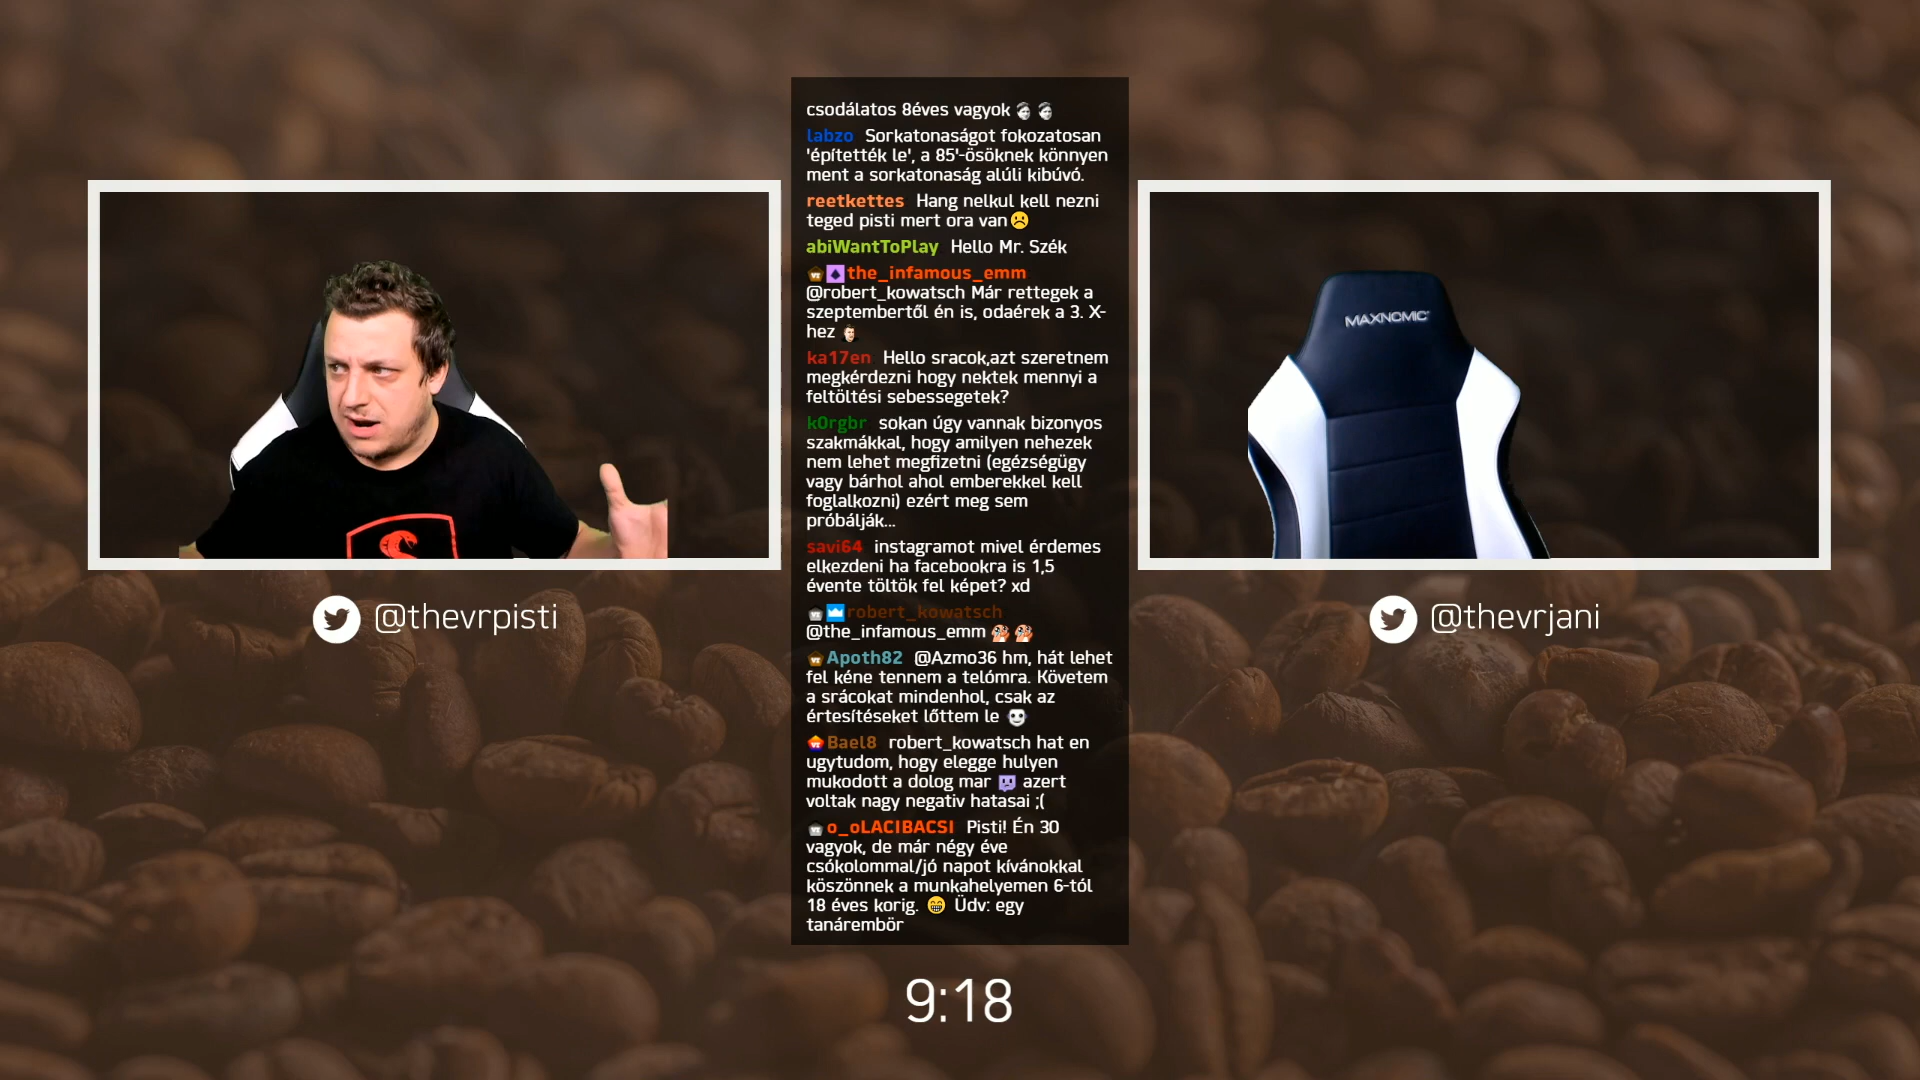 csodálatos 8éves vagyok
labzo Sorkatonaságot fokozatosan
'építették le', a 85'-ösöknek könnyen
ment a sorkatonaság alúli kibúvó.
reetkettes Hang nelkul kell nezni
teged pisti mert ora van
abiWantToPlay Hello Mr. Szék
the_infamous_emm
@robert_kowatsch Már rettegek a
szeptembertől én is, odaérek a 3. X-
hez
ka17en Hello sracok,azt szeretnem
megkérdezni hogy nektek mennyi a
feltöltési sebessegetek?
k0rgbr sokan úgy vannak bizonyos
szakmákkal, hogy amilyen nehezek
nem lehet megfizetni (egézségügy
vagy bárhol ahol emberekkel kell
foglalkozni) ezért meg sem
próbálják...
savi64 instagramot mivel érdemes
elkezdeni ha facebookra is 1,5
évente töltök fel képet? xd
robert_kowatsch
@the_infamous_emm
Apoth82 @Azmo36 hm, hát lehet
fel kéne tennem a telómra. Követem
a srácokat mindenhol, csak az
értesítéseket lőttem le
Bael8 robert_kowatsch hat en
ugytudom, hogy elegge hulyen
mukodott a dolog mar azert
voltak nagy negativ hatasai ;(
o_oLACIBACSI Pisti! Én 30
vagyok, de már négy éve
csókolommal/jó napot kívánokkal
köszönnek a munkahelyemen 6-tól
18 éves korig. Üdv: egy
tanárembör
@thevrpisti
MAXNOMIC
@thevrjani
9:18